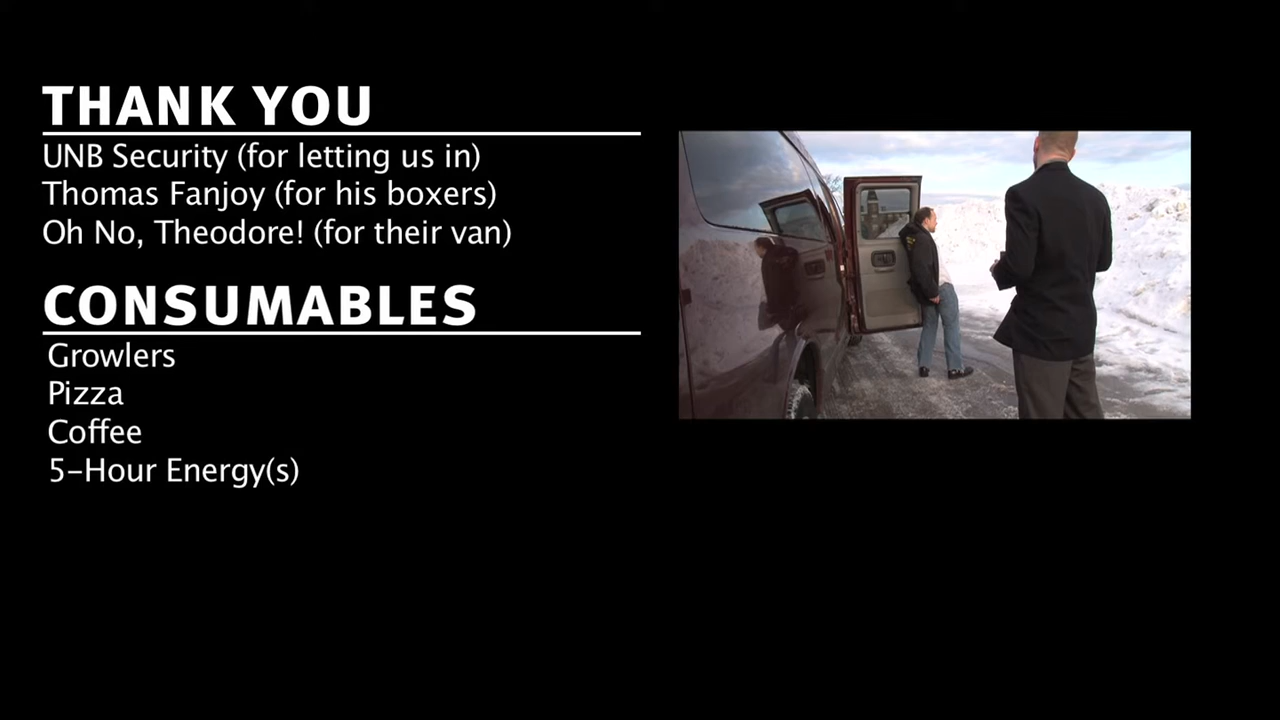 THANK YOU
UNB Security (for letting us in)
Thomas Fanjoy (for his boxers)
Oh No, Theodore! (for their van)
CONSUMABLES
Growlers
Pizza
Coffee
5-Hour Energy(s)